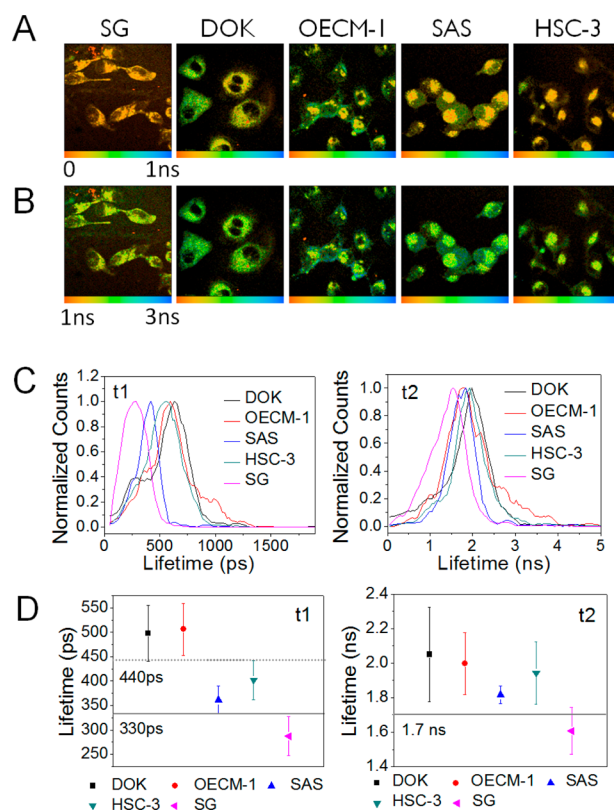 A
SG DOK OECM-1 SAS HSC-3
0 1ns
B
1ns 3ns
C
t1
Normalized Counts
1.0
0.8
0.6
0.4
0.2
0.0
DOK
OECM-1
SAS
HSC-3
SG
0 500 1000 1500
Lifetime (ps)
t2
Normalized Counts
1.0
0.8
0.6
0.4
0.2
0.0
DOK
OECM-1
SAS
HSC-3
SG
0 1 2 3 4 5
Lifetime (ns)
D
t1
Lifetime (ps)
550
500
450
400
350
300
250
440ps
330ps
t2
Lifetime (ns)
2.4
2.2
2.0
1.8
1.6
1.4
1.7 ns
DOK OECM-1 SAS
HSC-3 SG
DOK OECM-1 SAS
HSC-3 SG